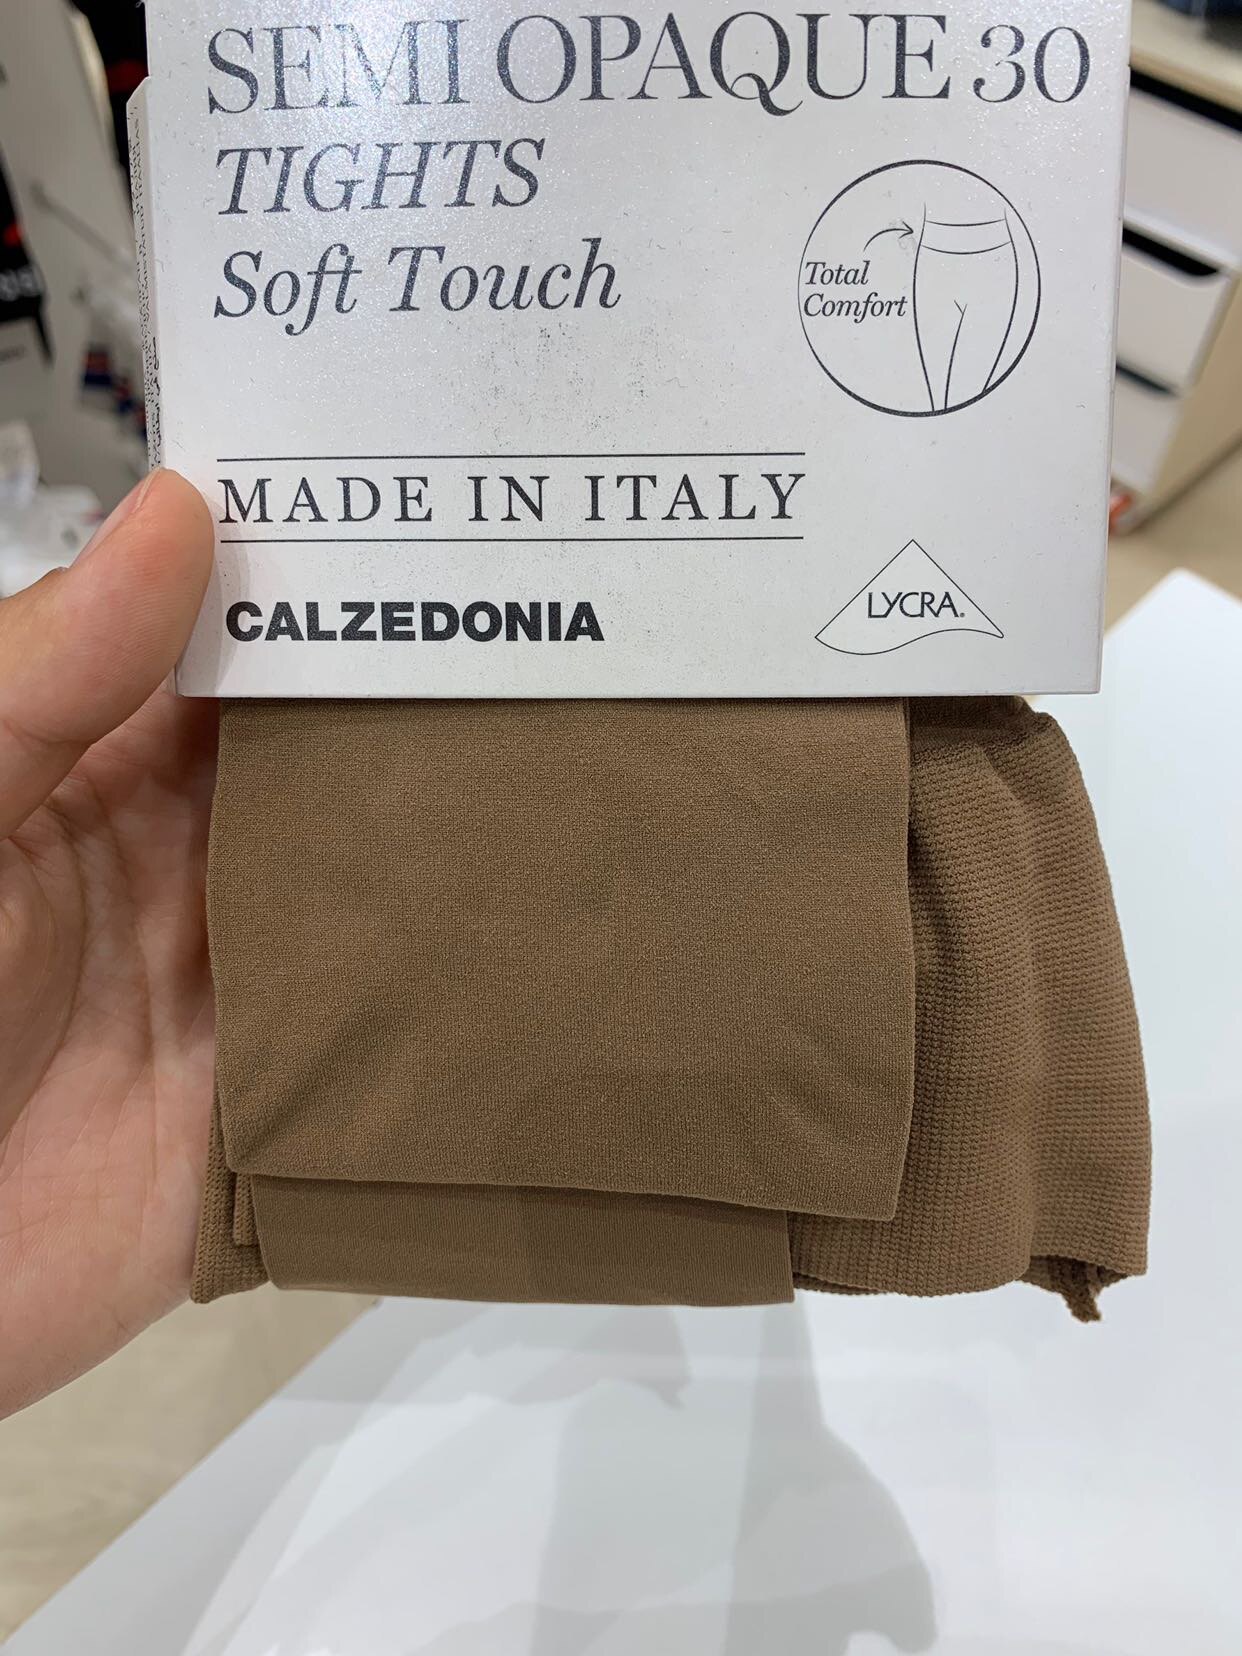 SEMI OPAQUE 30
TIGHTS
Soft Touch
Total
Comfort
MADE IN ITALY
CALZEDONIA
LYCRA®